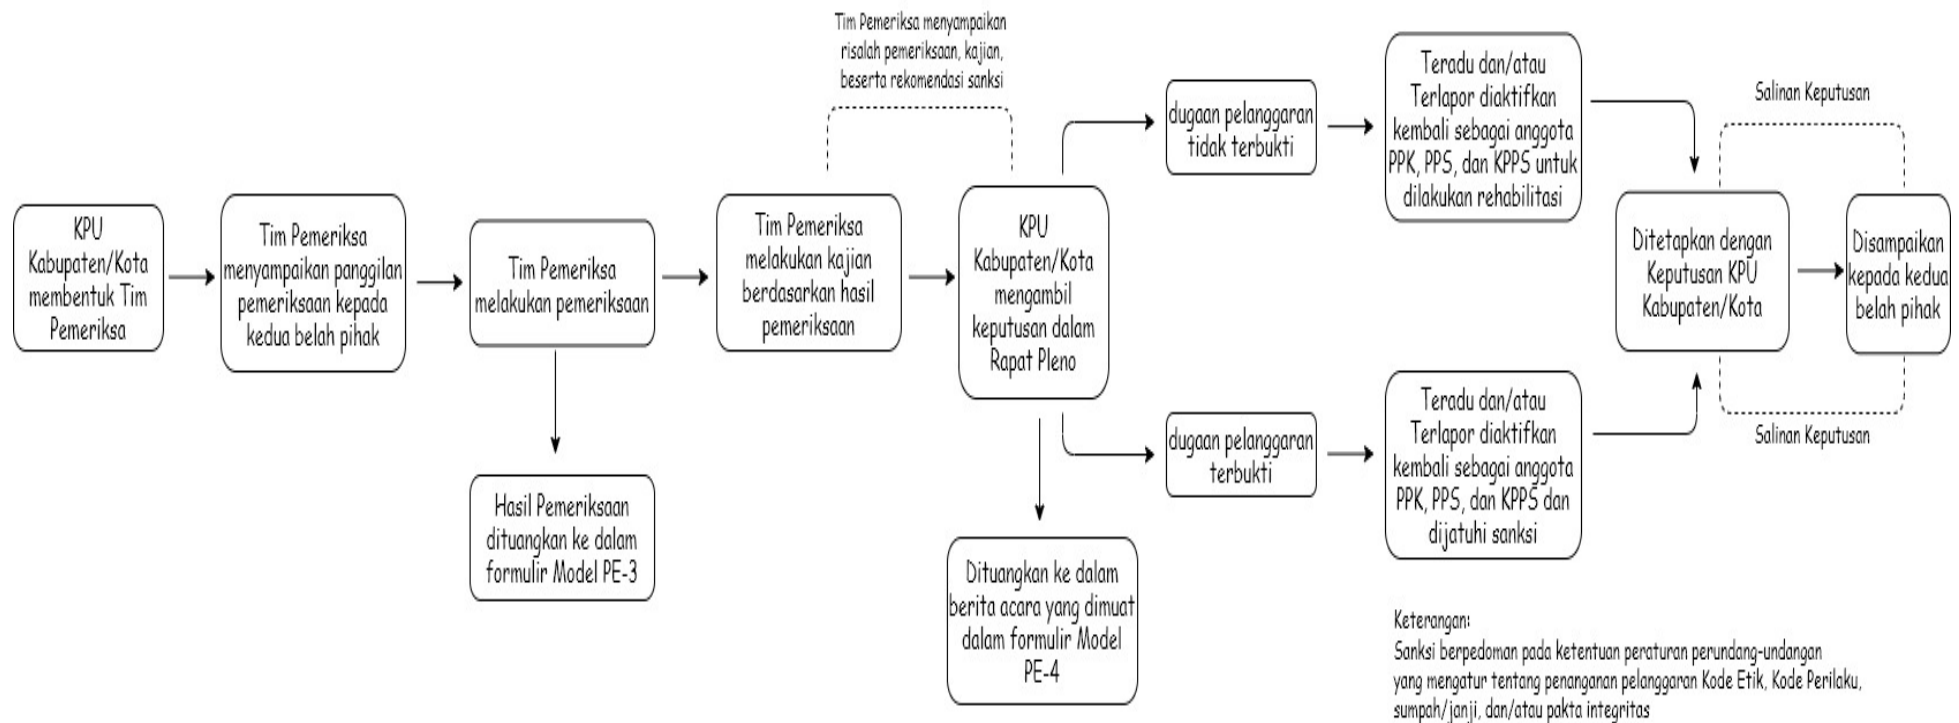 KPU
Kabupaten/Kota
membentuk Tim
Pemeriksa
Tim Pemeriksa
menyampaikan panggilan
pemeriksaan kepada
kedua belah pihak
Tim Pemeriksa
melakukan pemeriksaan
Hasil Pemeriksaan
dituangkan ke dalam
formulir Model PE-3
Tim Pemeriksa
melakukan kajian
berdasarkan hasil
pemeriksaan
Tim Pemeriksa menyampaikan
risalah pemeriksaan, kajian,
beserta rekomendasi sanksi
KPU
Kabupaten/Kota
mengambil
keputusan dalam
Rapat Pleno
Dituangkan ke dalam
berita acara yang dimuat
dalam formulir Model
PE-4
dugaan pelanggaran
tidak terbukti
Teradu dan/atau
Terlapor diaktifkan
kembali sebagai anggota
PPK, PPS, dan KPPS untuk
dilakukan rehabilitasi
dugaan pelanggaran
terbukti
Teradu dan/atau
Terlapor diaktifkan
kembali sebagai anggota
PPK, PPS, dan KPPS dan
dijatuhi sanksi
Ditetapkan dengan
Keputusan KPU
Kabupaten/Kota
Salinan Keputusan
Disampaikan
kepada kedua
belah pihak
Salinan Keputusan
Keterangan:
Sanksi berpedoman pada ketentuan peraturan perundang-undangan
yang mengatur tentang penanganan pelanggaran Kode Etik, Kode Perilaku,
sumpah/janji, dan/atau pakta integritas